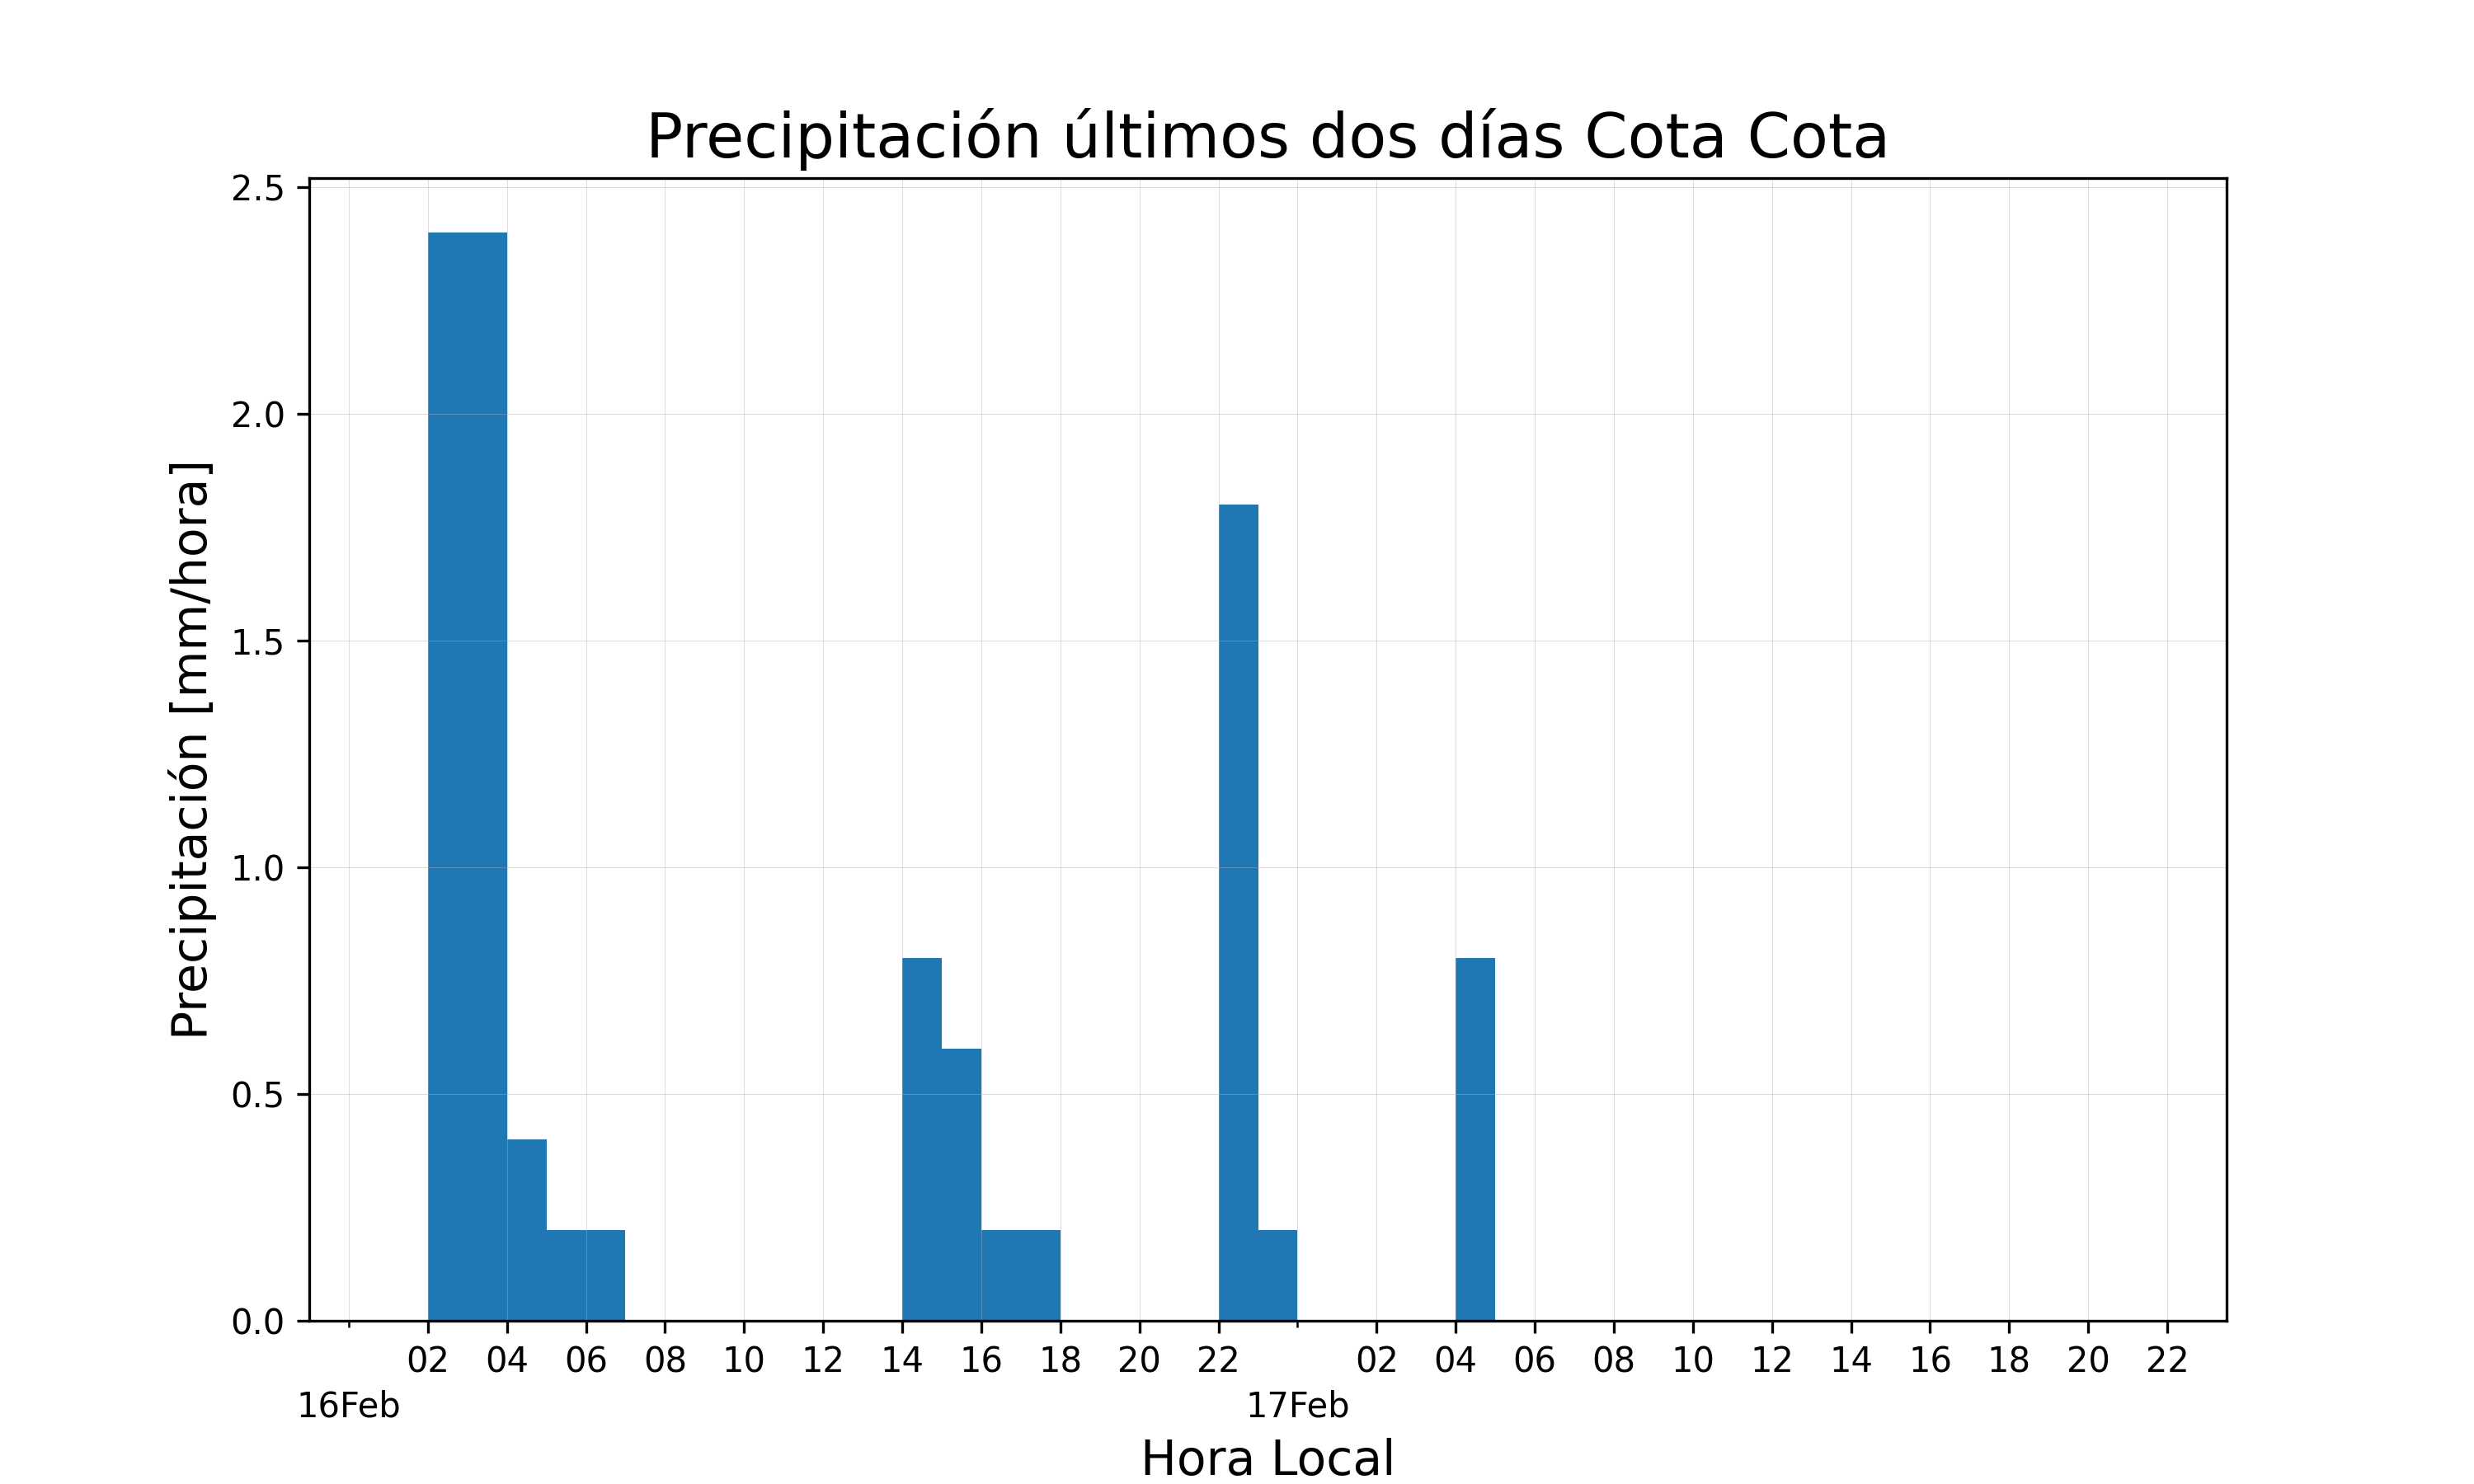 Precipitación últimos dos días Cota Cota
Precipitación [mm/hora]
2.5
2.0
1.5
1.0
0.5
0.0
02 04 06 08 10 12 14 16 18 20 22 02 04 06 08 10 12 14 16 18 20 22
16Feb 17Feb
Hora Local